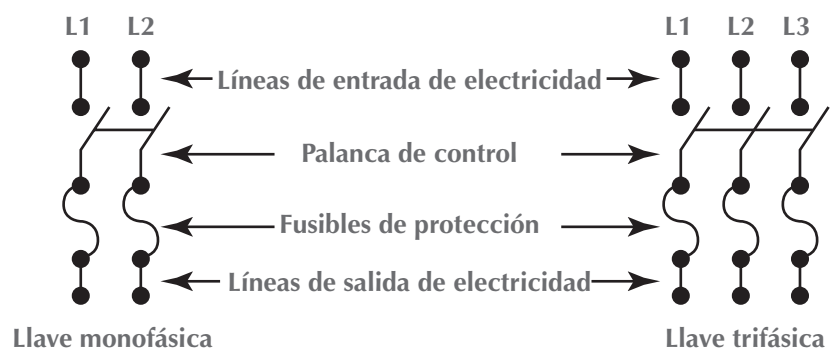 L1 L2 L1 L2 L3
Líneas de entrada de electricidad
Palanca de control
Fusibles de protección
Líneas de salida de electricidad
Llave monofásica Llave trifásica